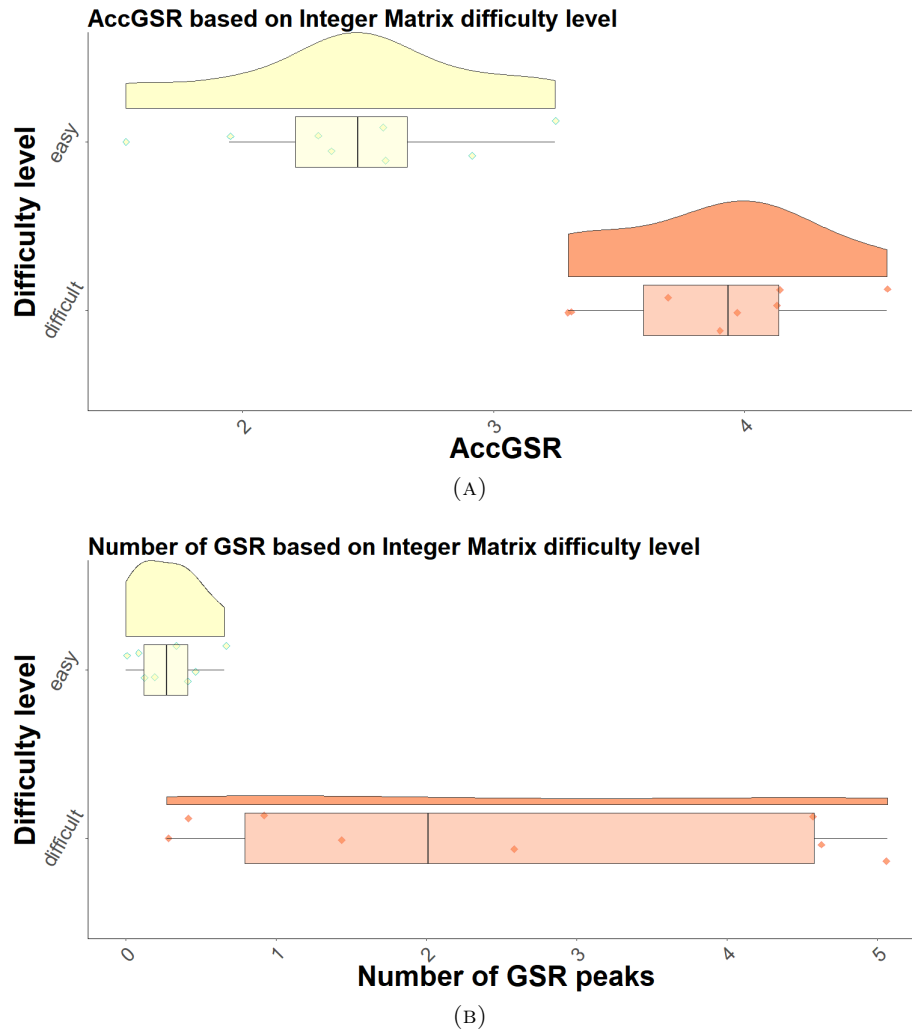 AccGSR based on Integer Matrix difficulty level
Difficulty level
easy
difficult
2
3
4
AccGSR
(A)
Number of GSR based on Integer Matrix difficulty level
Difficulty level
easy
difficult
0
1
2
3
4
5
Number of GSR peaks
(B)